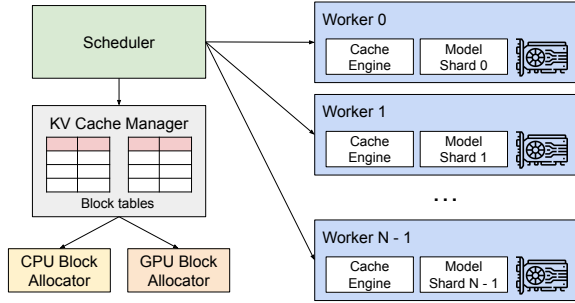 Scheduler
KV Cache Manager
Block tables
CPU Block
Allocator
GPU Block
Allocator
Worker 0
Cache
Engine
Model
Shard 0
Worker 1
Cache
Engine
Model
Shard 1
...
Worker N - 1
Cache
Engine
Model
Shard N - 1